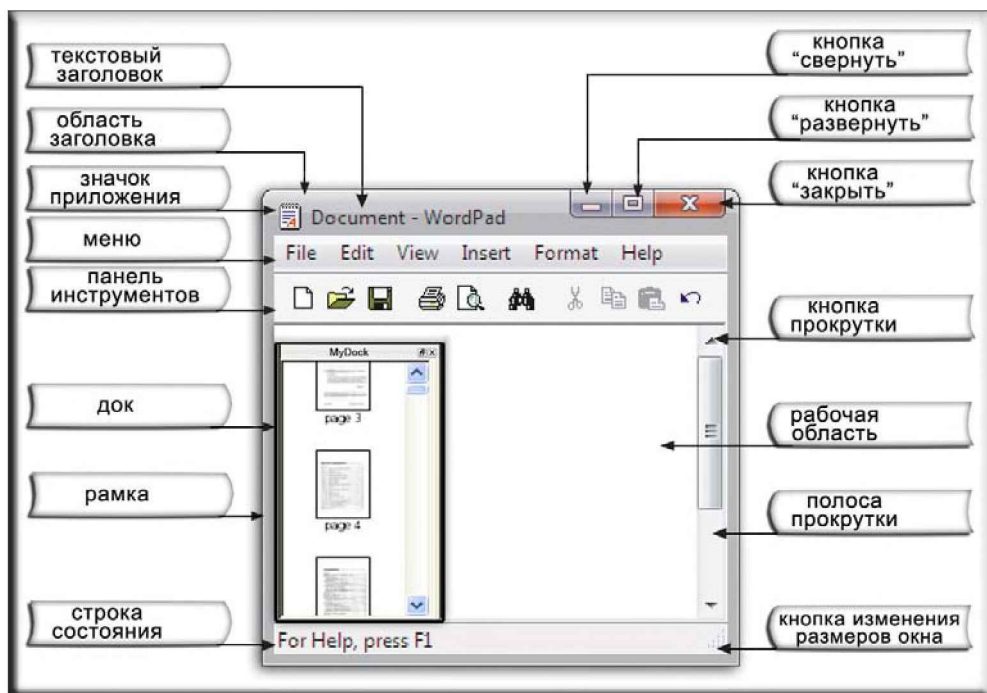 текстовый
заголовок
область
заголовка
значок
приложения
меню
панель
инструментов
док
рамка
строка
состояния
кнопка
“свернуть”
кнопка
“развернуть”
кнопка
“закрыть”
кнопка
прокрутки
рабочая
область
полоса
прокрутки
кнопка изменения
размеров окна
Document - WordPad
File Edit View Insert Format Help
MyDock
page 3
page 4
For Help, press F1